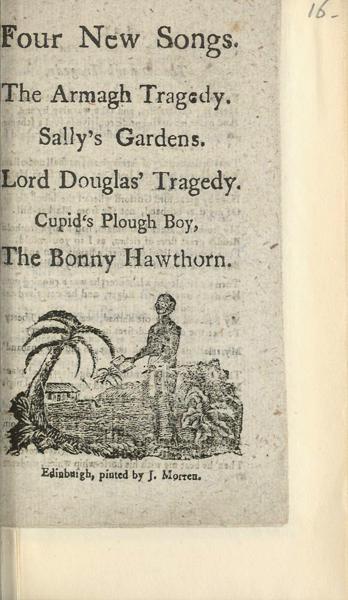 16-
Four New Songs.
The Armagh Tragedy.
Sally's Gardens.
Lord Douglas' Tragedy.
Cupid's Plough Boy,
The Bonny Hawthorn.
Edinbuigh, pinted by J. Morren.